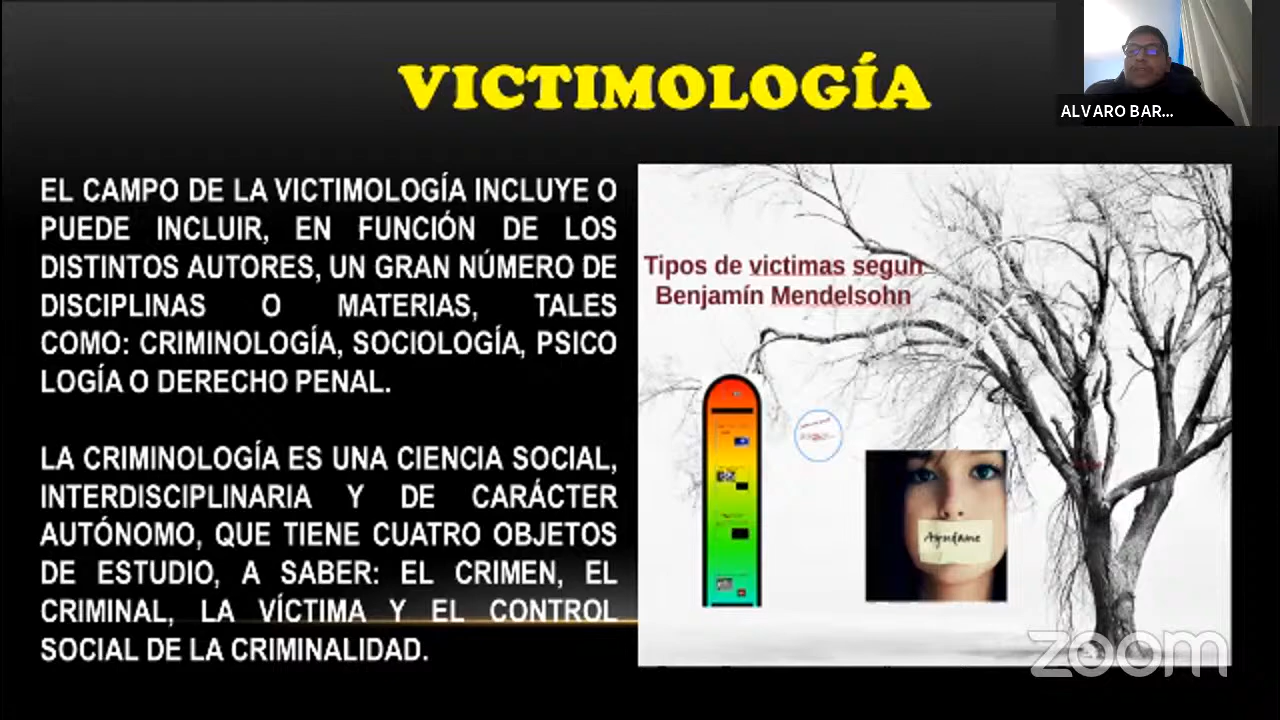 VICTIMOLOGÍA
ALVARO BAR...
EL CAMPO DE LA VICTIMOLOGÍA INCLUYE O
PUEDE INCLUIR, EN FUNCIÓN DE LOS
DISTINTOS AUTORES, UN GRAN NÚMERO DE
DISCIPLINAS O MATERIAS, TALES
COMO: CRIMINOLOGÍA, SOCIOLOGÍA, PSICO
LOGÍA O DERECHO PENAL.
LA CRIMINOLOGÍA ES UNA CIENCIA SOCIAL,
INTERDISCIPLINARIA Y DE CARÁCTER
AUTÓNOMO, QUE TIENE CUATRO OBJETOS
DE ESTUDIO, A SABER: EL CRIMEN, EL
CRIMINAL, LA VÍCTIMA Y EL CONTROL
SOCIAL DE LA CRIMINALIDAD.
Tipos de victimas segun
Benjamín Mendelsohn
Ayudame
zoom